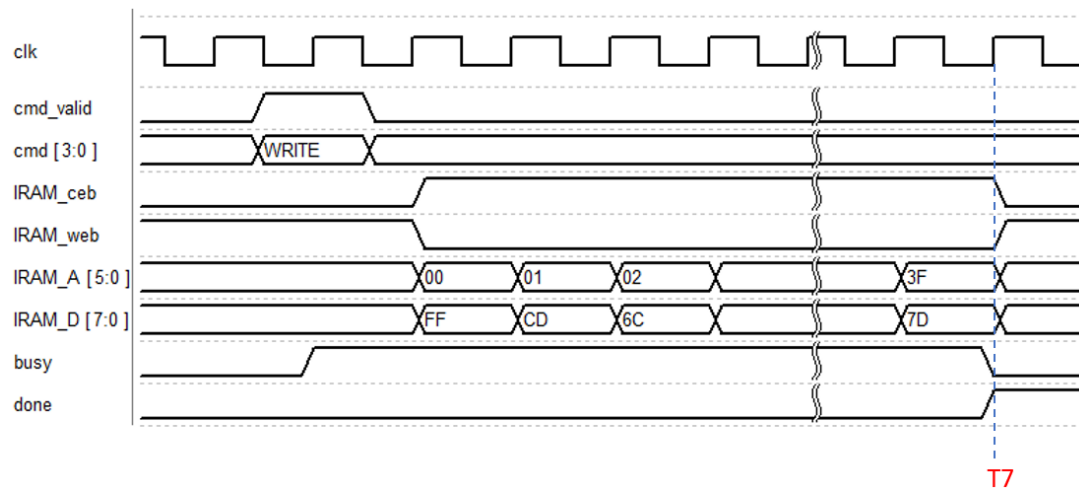 clk
cmd_valid
cmd [ 3:0 ] WRITE
IRAM_ceb
IRAM_web
IRAM_A [ 5:0 ] 00 01 02 3F
IRAM_D [ 7:0 ] FF CD 6C 7D
busy
done
T7